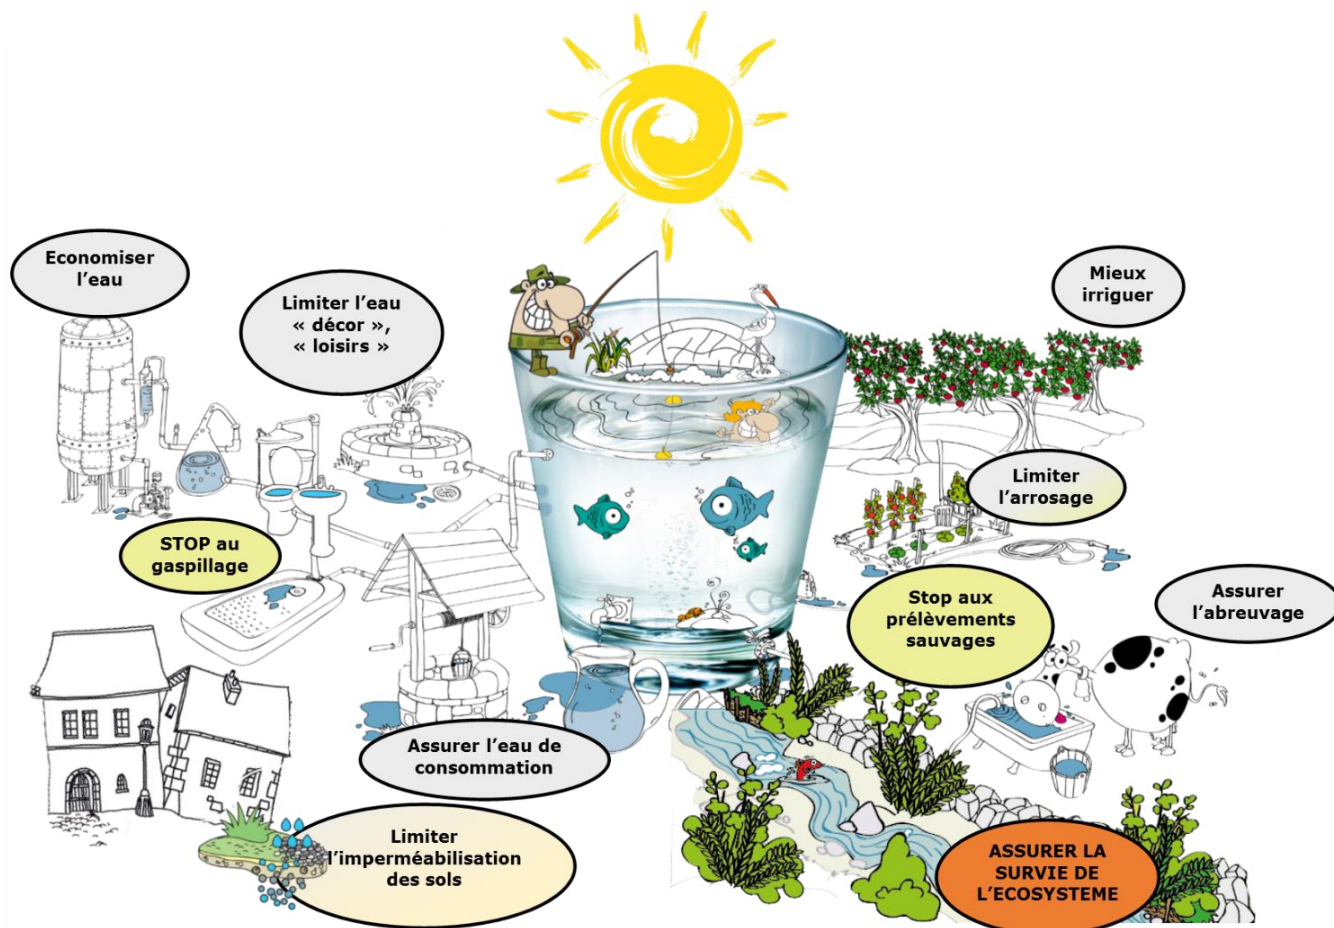 Economiser
l'eau
Limiter l'eau
« décor »,
« loisirs »
Mieux
irriguer
Limiter
l'arrosage
STOP au
gaspillage
Stop aux
prélèvements
sauvages
Assurer
l'abreuvage
Assurer l'eau de
consommation
Limiter
l'imperméabilisation
des sols
ASSURER LA
SURVIE DE
L'ECOSYSTEME